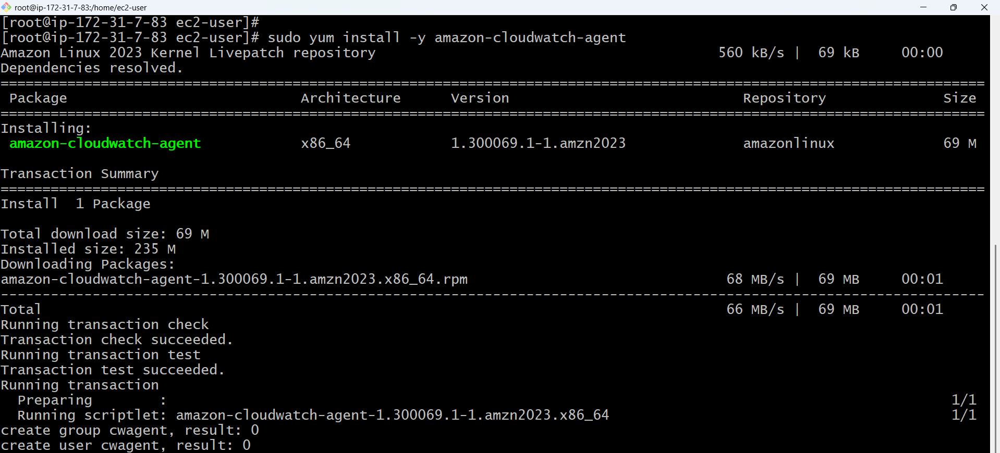 root@ip-172-31-7-83:/home/ec2-user
[root@ip-172-31-7-83 ec2-user]#
[root@ip-172-31-7-83 ec2-user]# sudo yum install -y amazon-cloudwatch-agent
Amazon Linux 2023 Kernel Livepatch repository 560 kB/s | 69 kB 00:00
Dependencies resolved.
================================================================================
Package Architecture Version Repository Size
================================================================================
Installing:
amazon-cloudwatch-agent x86_64 1.300069.1-1.amzn2023 amazonlinux 69 M
Transaction Summary
================================================================================
Install 1 Package
Total download size: 69 M
Installed size: 235 M
Downloading Packages:
amazon-cloudwatch-agent-1.300069.1-1.amzn2023.x86_64.rpm 68 MB/s | 69 MB 00:01
--------------------------------------------------------------------------------
Total 66 MB/s | 69 MB 00:01
Running transaction check
Transaction check succeeded.
Running transaction test
Transaction test succeeded.
Running transaction
Preparing : 1/1
Running scriptlet: amazon-cloudwatch-agent-1.300069.1-1.amzn2023.x86_64 1/1
create group cwagent, result: 0
create user cwagent, result: 0